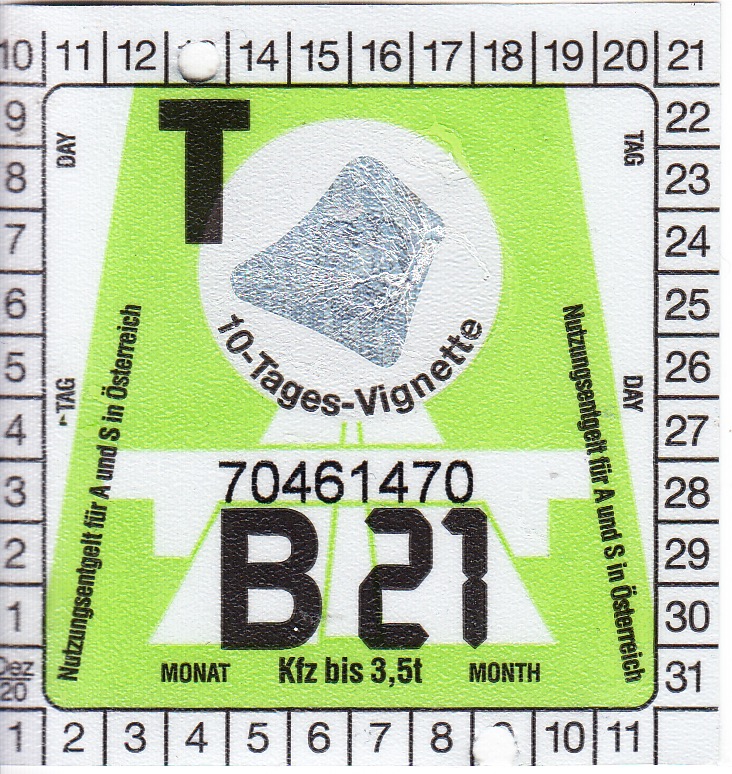 10 11 12 14 15 16 17 18 19 20 21
9 22
8 23
7 24
6 25
5 26
4 27
3 28
2 29
1 30
Dez 20 31
1 2 3 4 5 6 7 8 10 11
DAY
TAG
T
10-Tages-Vignette
TAG
DAY
Nutzungsentgelt für A und S in Österreich
Nutzungsentgelt für A und S in Österreich
70461470
B 21
MONAT Kfz bis 3,5t MONTH